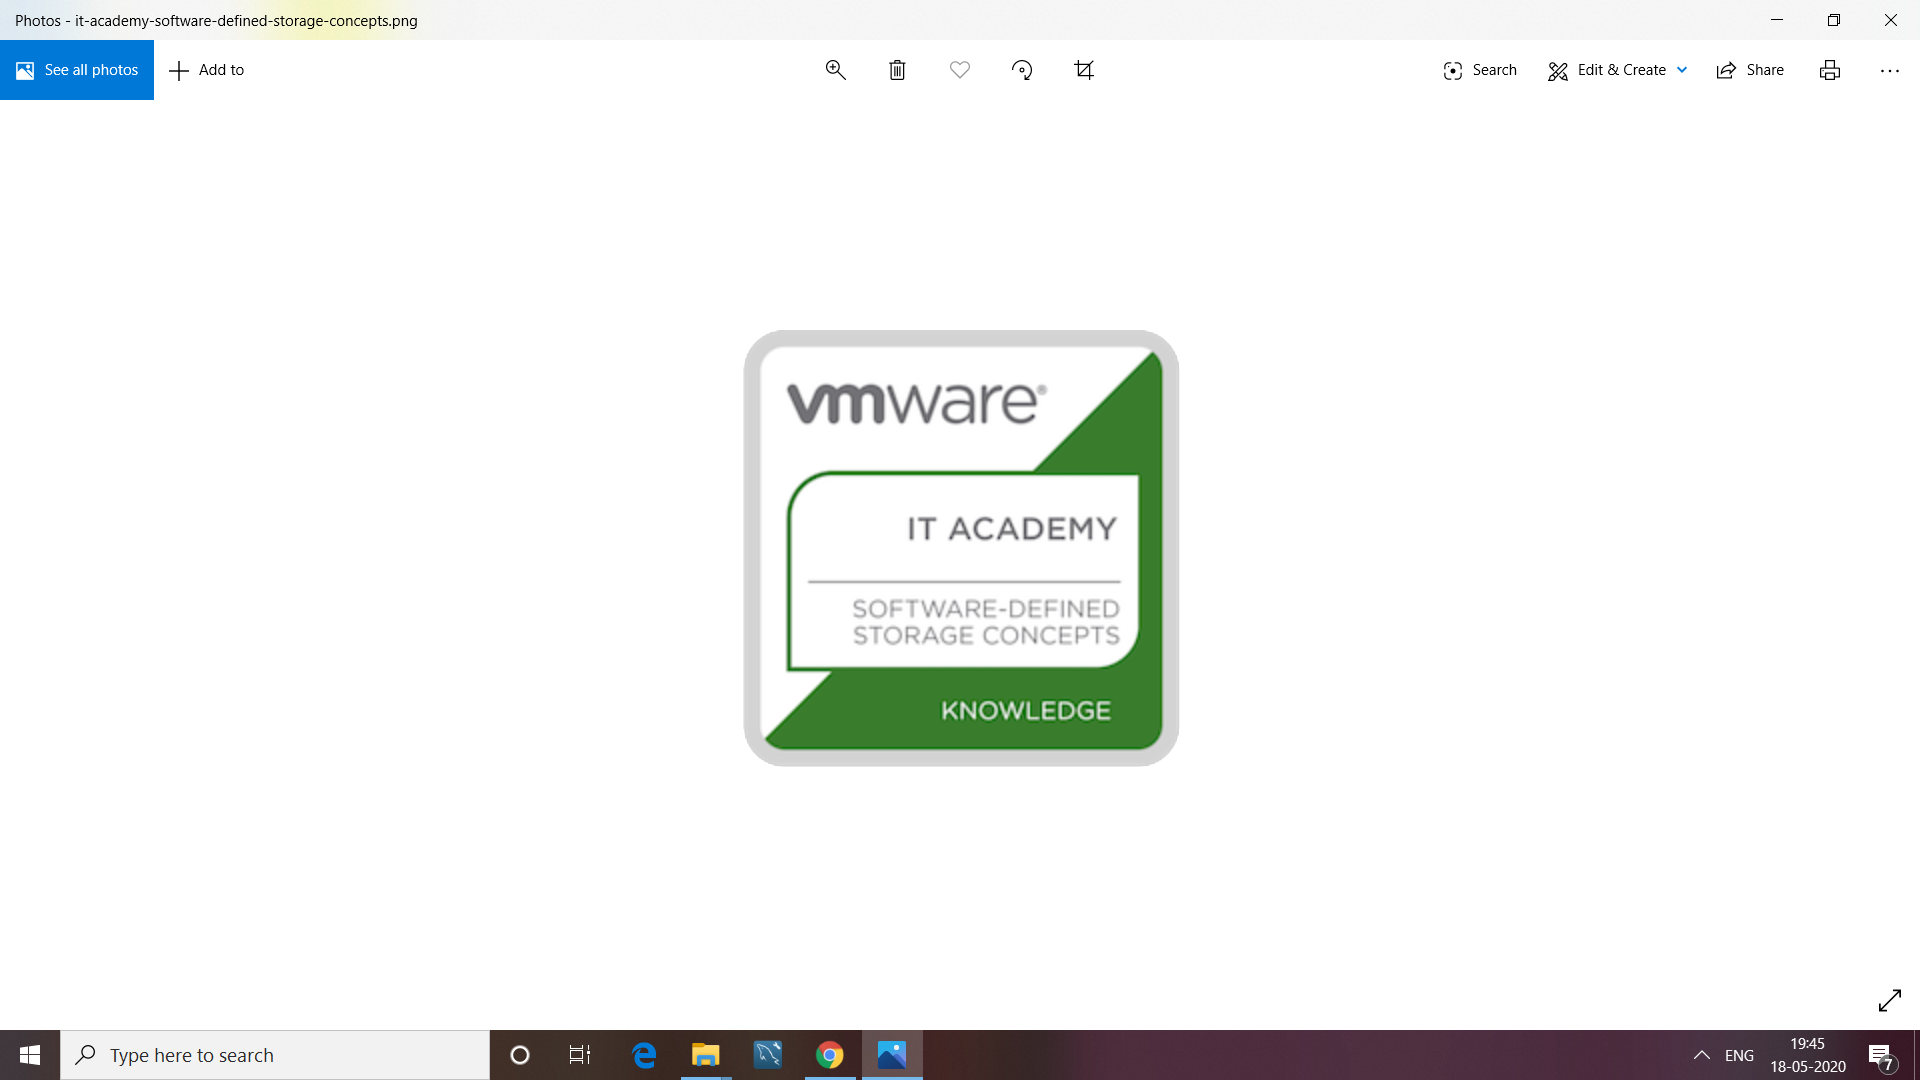 Photos - it-academy-software-defined-storage-concepts.png
See all photos
Add to
Search
Edit & Create
Share
vmware®
IT ACADEMY
SOFTWARE-DEFINED
STORAGE CONCEPTS
KNOWLEDGE
Type here to search
ENG
19:45
18-05-2020
7